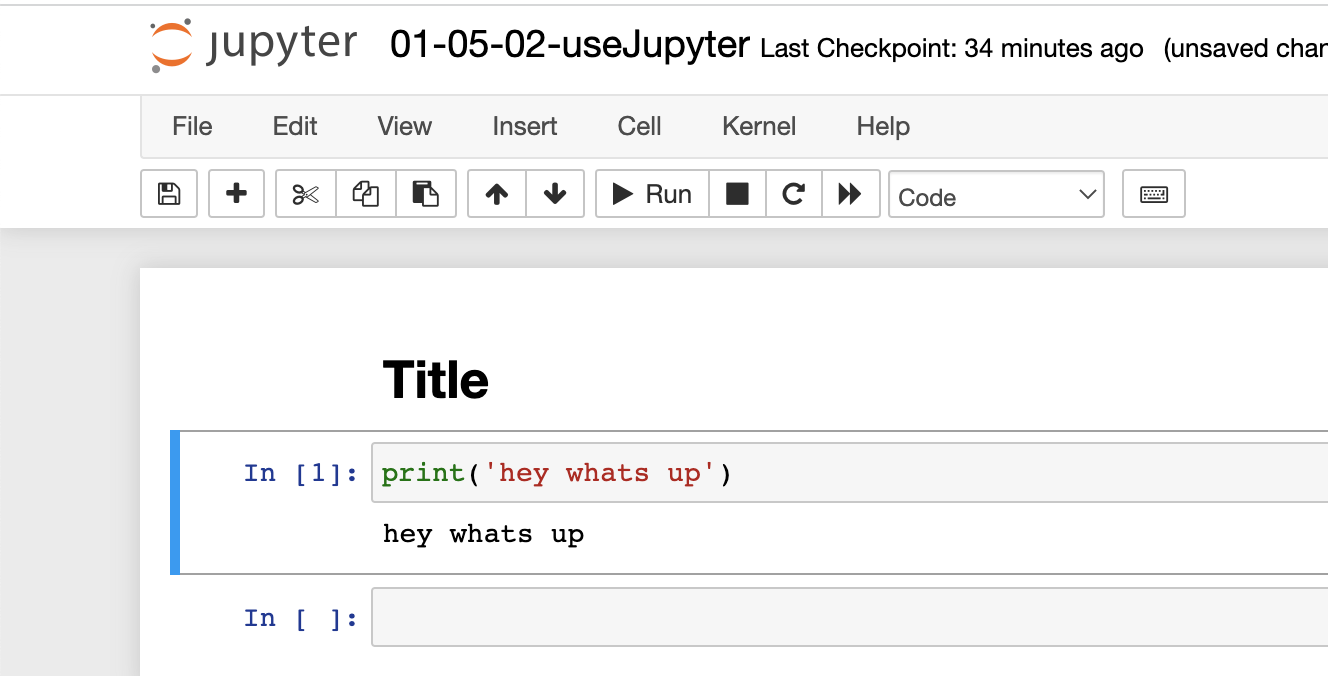 jupyter 01-05-02-useJupyter Last Checkpoint: 34 minutes ago (unsaved chan
File Edit View Insert Cell Kernel Help
Run Code
Title
In [1]: print('hey whats up')
hey whats up
In [ ]: